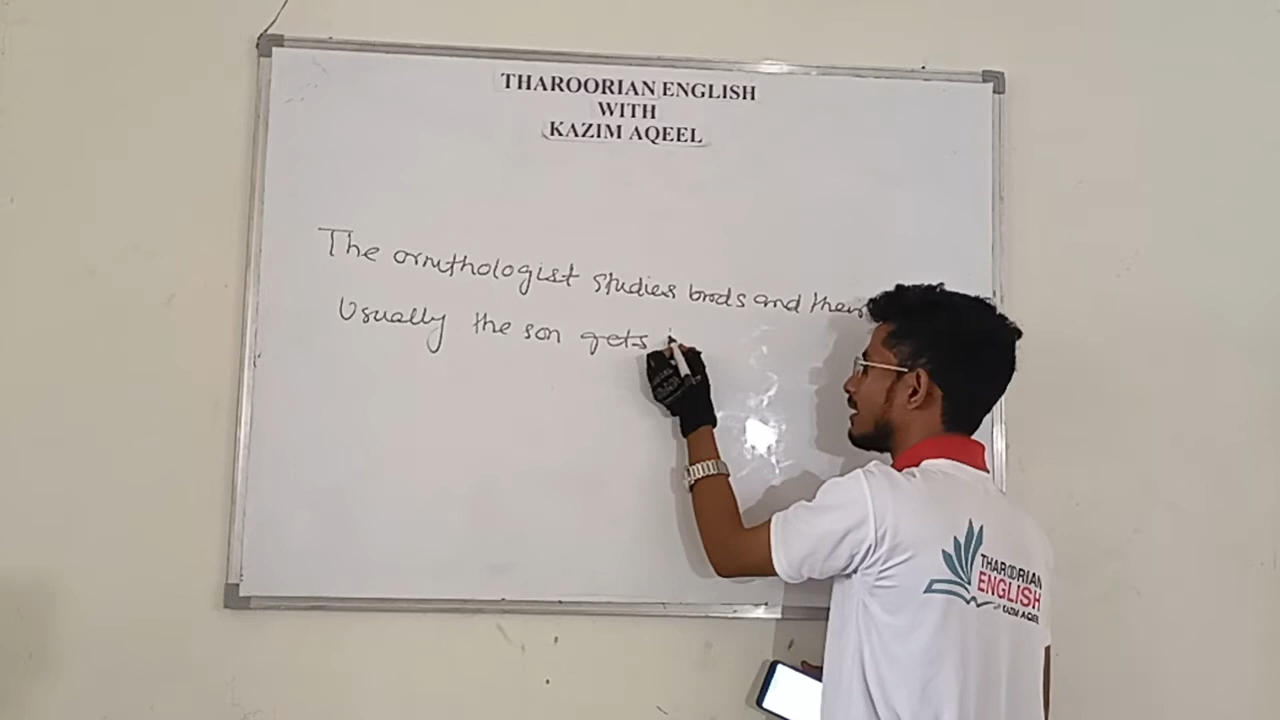 THAROORIAN ENGLISH
WITH
KAZIM AQEEL
The ornithologist studies birds and their
Usually the son gets
THAROORIAN
ENGLISH
KAZIM AQEEL